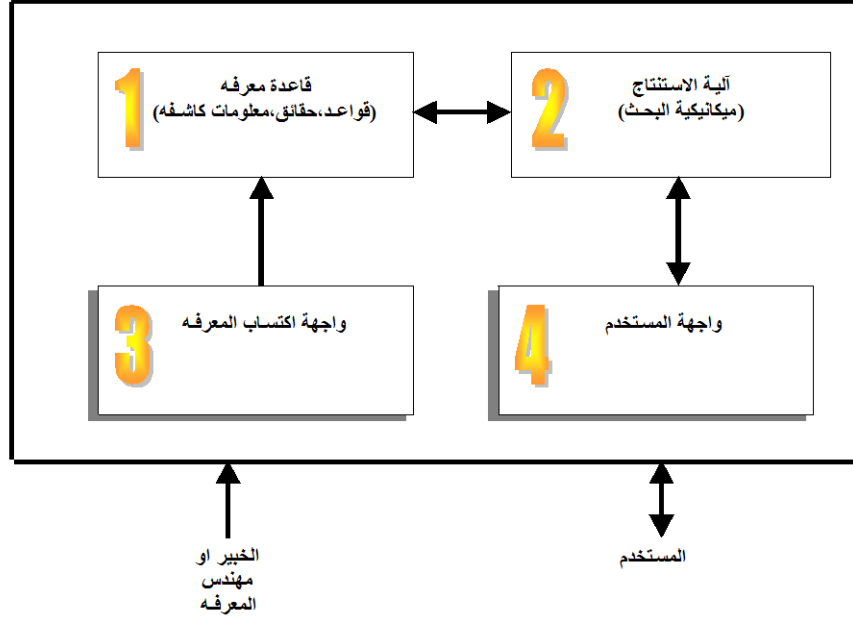 1
قاعدة معرفه
(قواعد،حقائق،معلومات كاشفه)
2
آلية الاستنتاج
(ميكانيكية البحث)
3
واجهة اكتساب المعرفه
4
واجهة المستخدم
الخبير او
مهندس
المعرفه
المستخدم